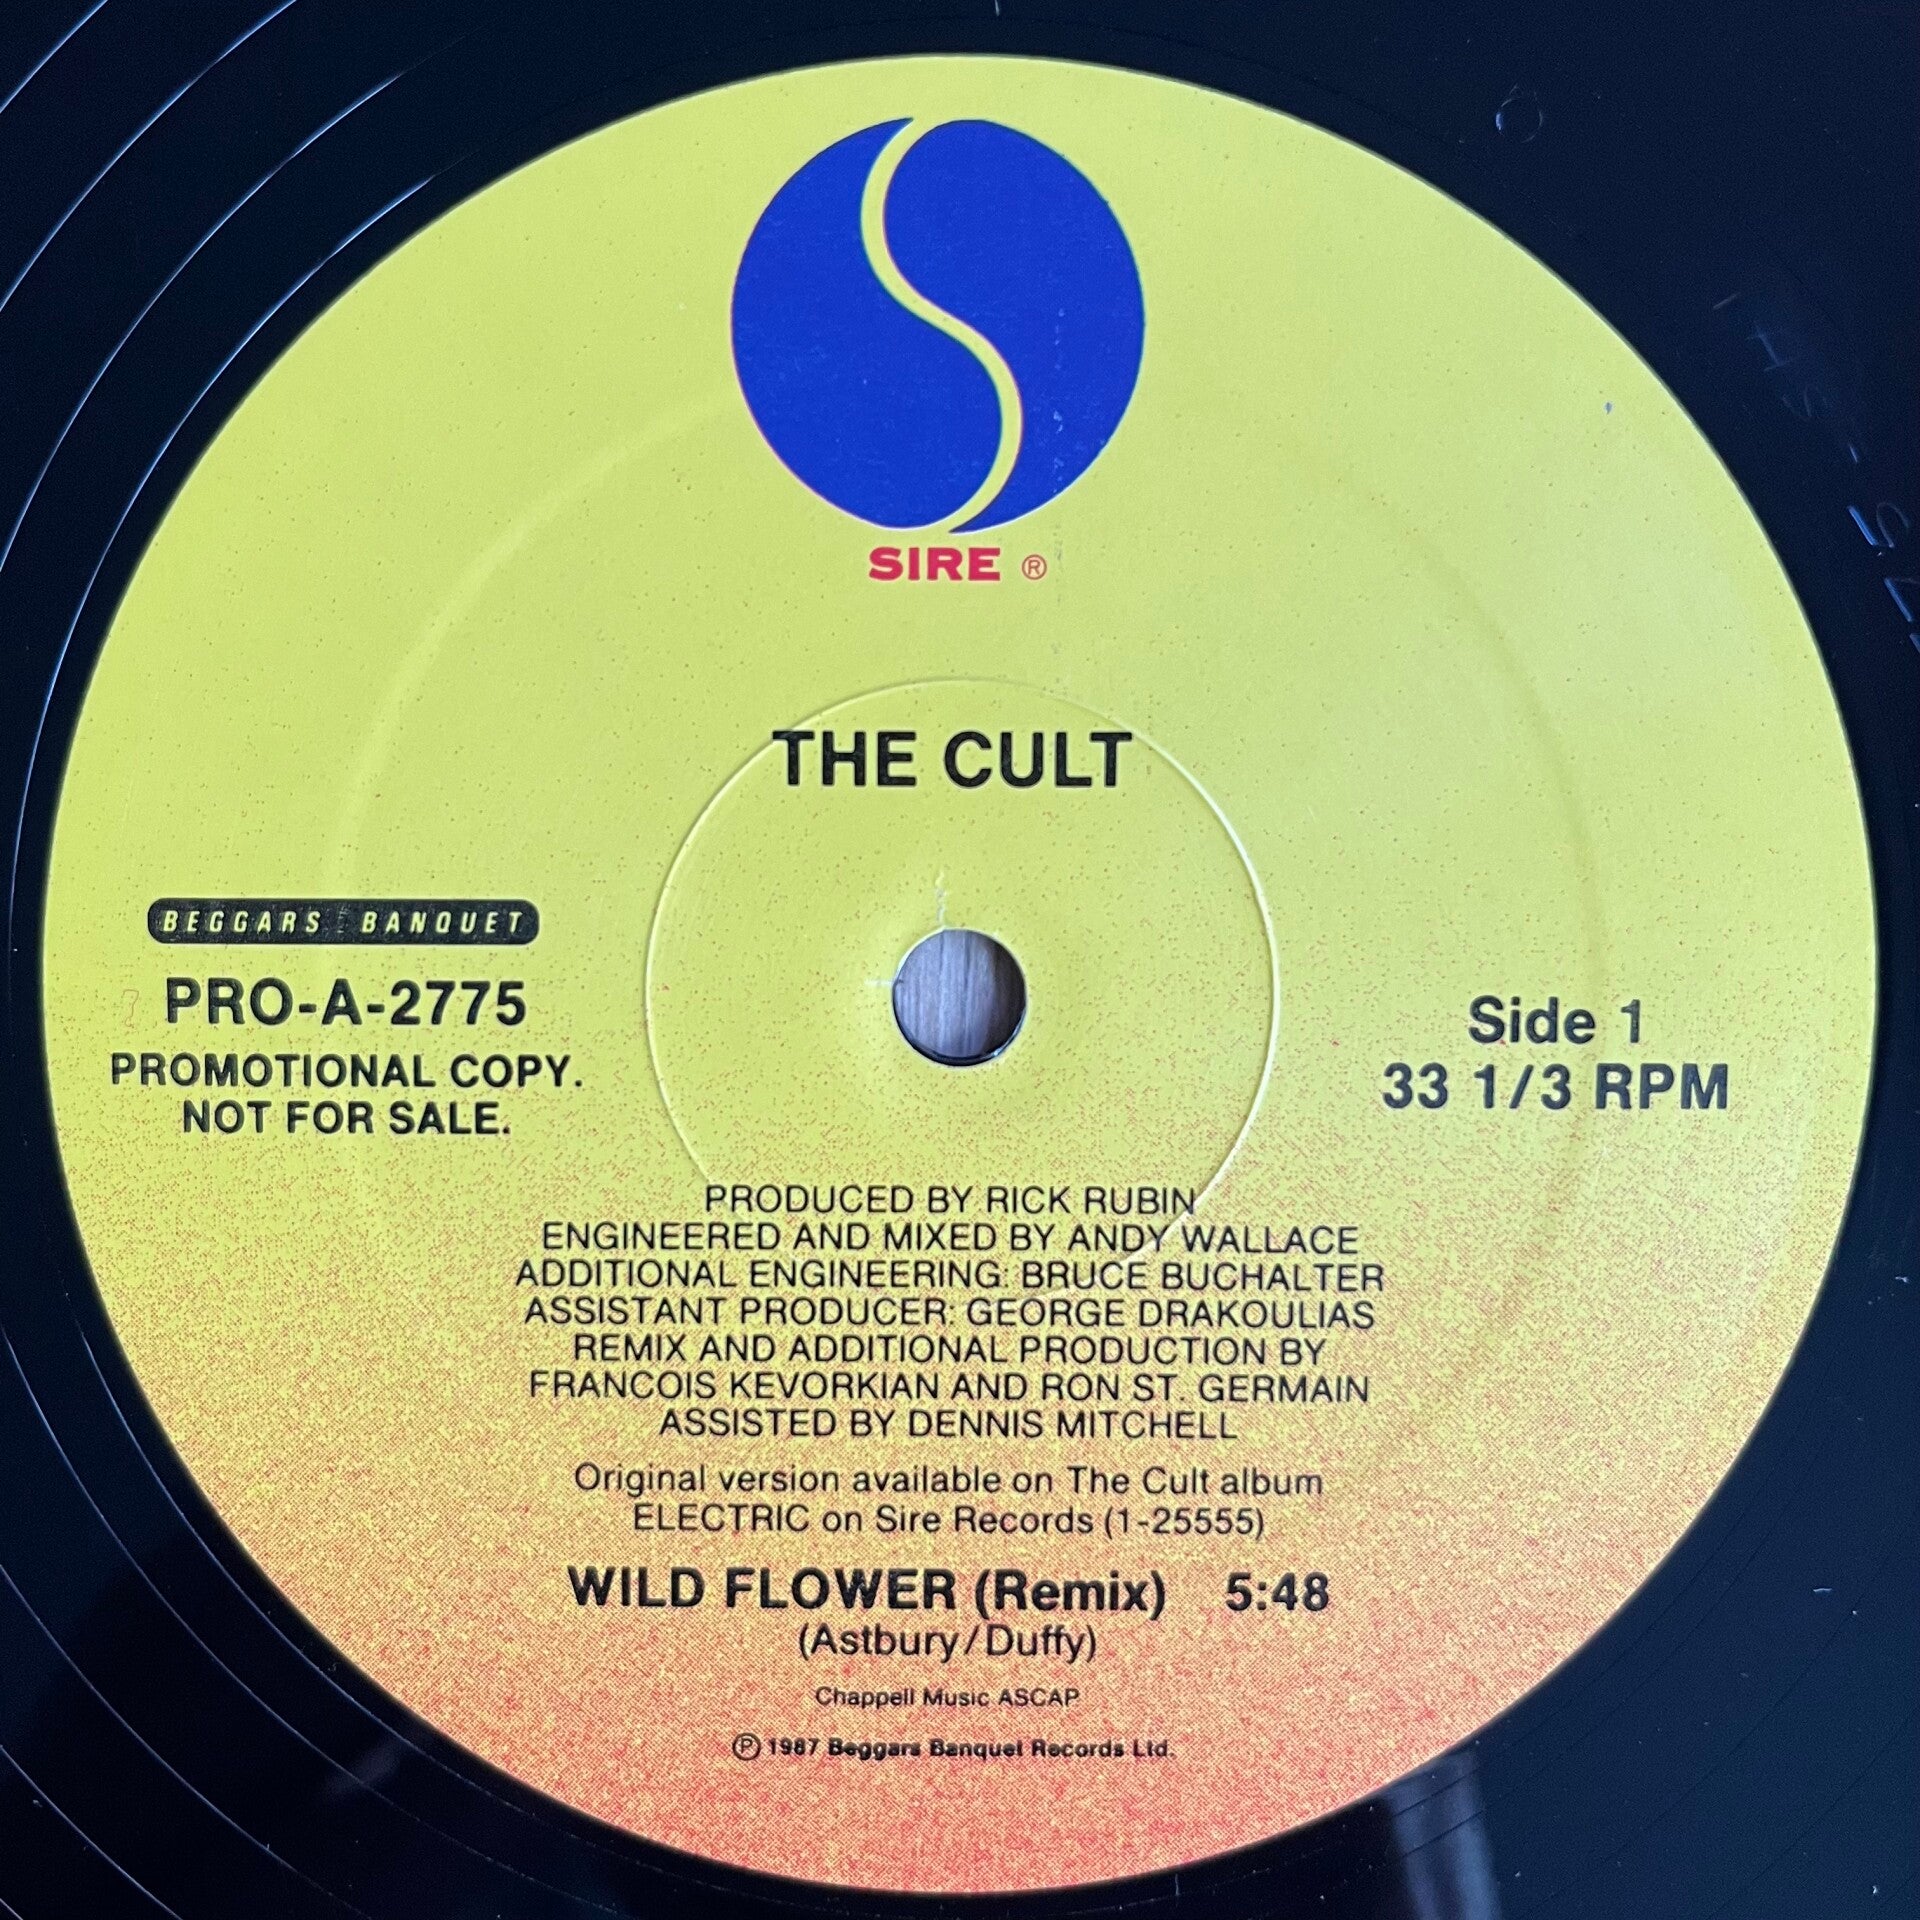 SIRE ®
THE CULT
BEGGARS BANQUET
PRO-A-2775
PROMOTIONAL COPY.
NOT FOR SALE.
Side 1
33 1/3 RPM
PRODUCED BY RICK RUBIN
ENGINEERED AND MIXED BY ANDY WALLACE
ADDITIONAL ENGINEERING: BRUCE BUCHALTER
ASSISTANT PRODUCER: GEORGE DRAKOULIAS
REMIX AND ADDITIONAL PRODUCTION BY
FRANCOIS KEVORKIAN AND RON ST. GERMAIN
ASSISTED BY DENNIS MITCHELL
Original version available on The Cult album
ELECTRIC on Sire Records (1-25555)
WILD FLOWER (Remix) 5:48
(Astbury/Duffy)
Chappell Music ASCAP
℗ 1987 Beggars Banquet Records Ltd.